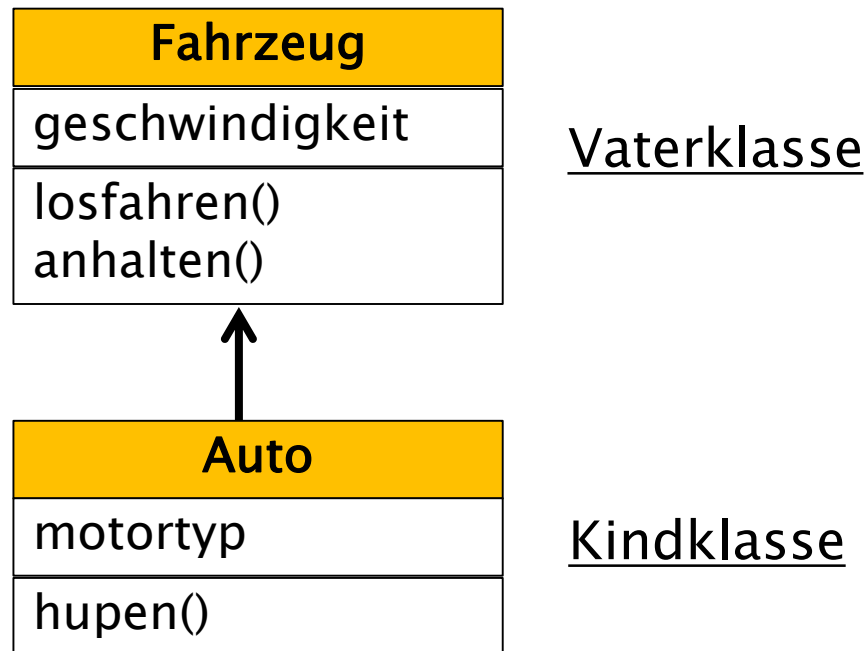 Fahrzeug
geschwindigkeit
losfahren()
anhalten()
Vaterklasse
Auto
motortyp
hupen()
Kindklasse